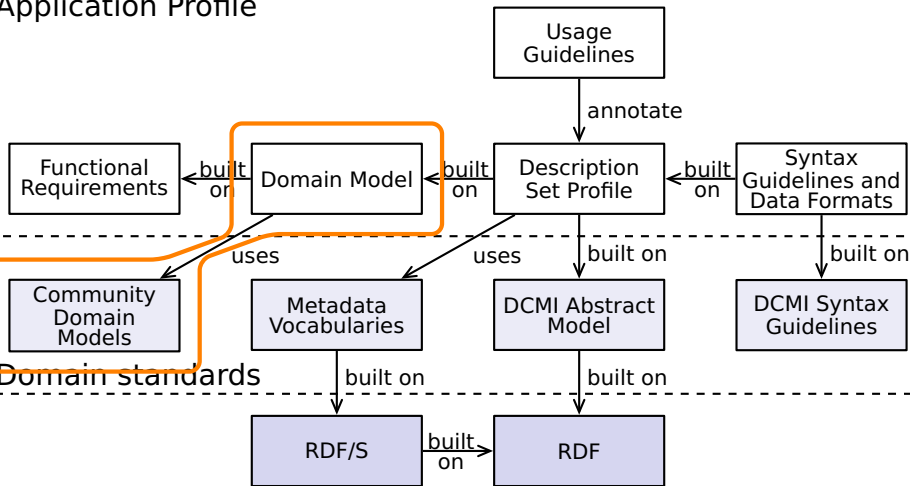 Application Profile
Usage
Guidelines
annotate
Functional
Requirements
built
on
Domain Model
built
on
Description
Set Profile
built
on
Syntax
Guidelines and
Data Formats
uses
uses
built on
built on
Community
Domain
Models
Metadata
Vocabularies
DCMI Abstract
Model
DCMI Syntax
Guidelines
Domain standards
built on
built on
RDF/S
built
on
RDF